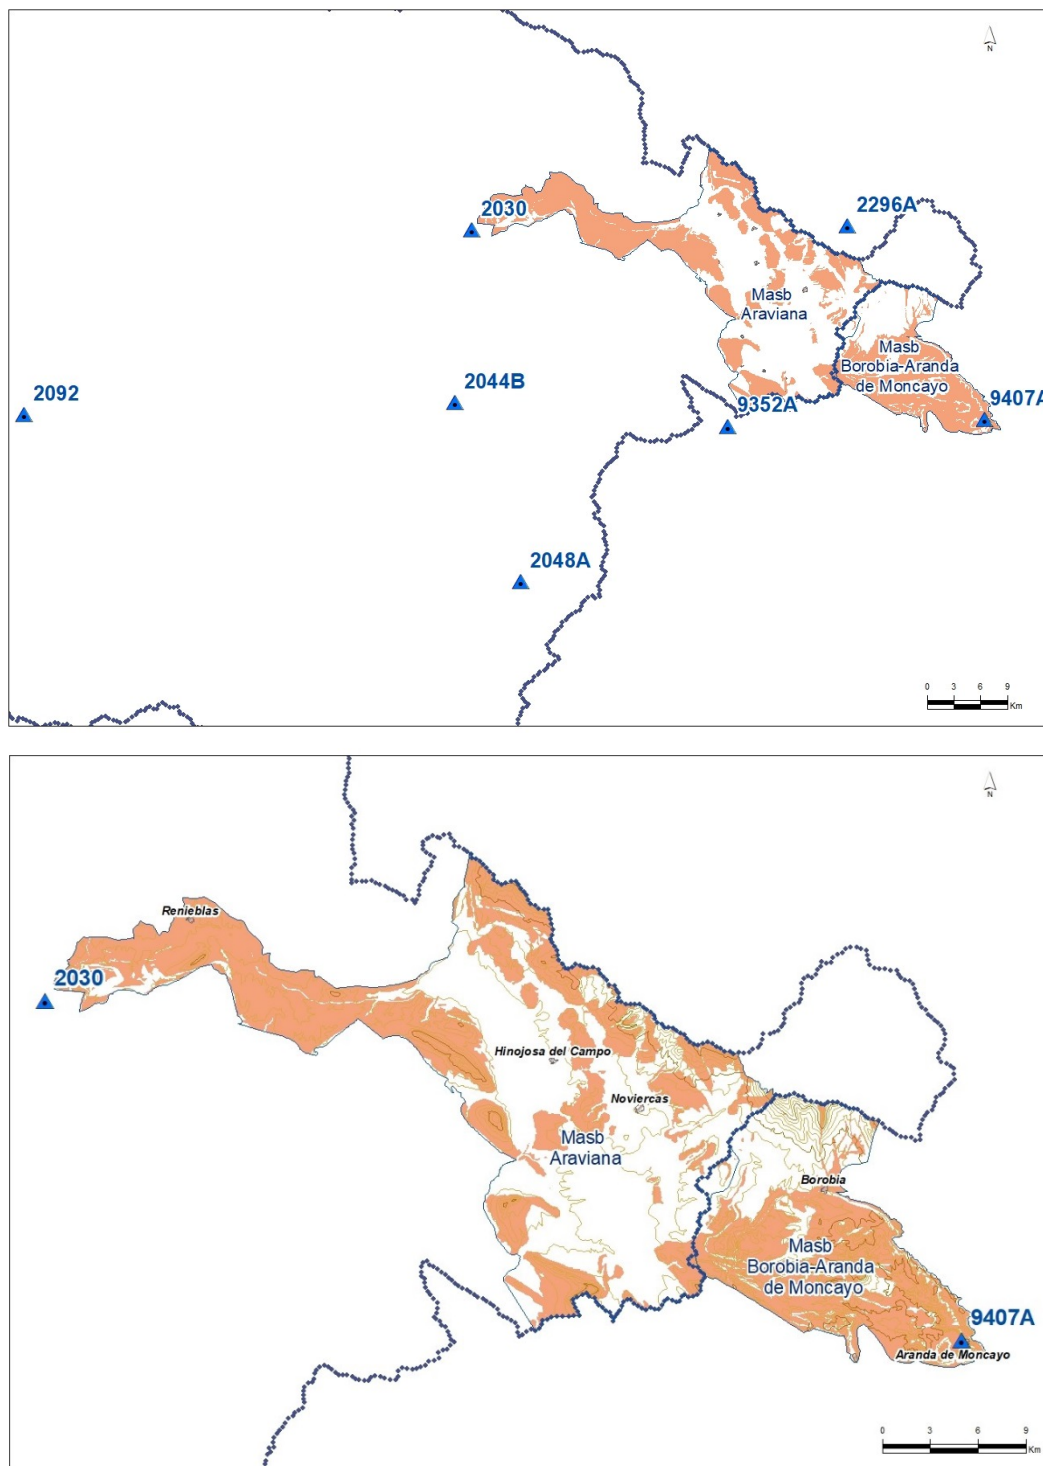 N
2296A
2030
Masb
Araviana
Masb
Borobia-Aranda
de Moncayo
2092
2044B
9352A
9407A
2048A
0 3 6 9
Km
N
Renieblas
2030
Hinojosa del Campo
Noviercas
Masb
Araviana
Borobia
Masb
Borobia-Aranda
de Moncayo
9407A
Aranda de Moncayo
0 3 6 9
Km